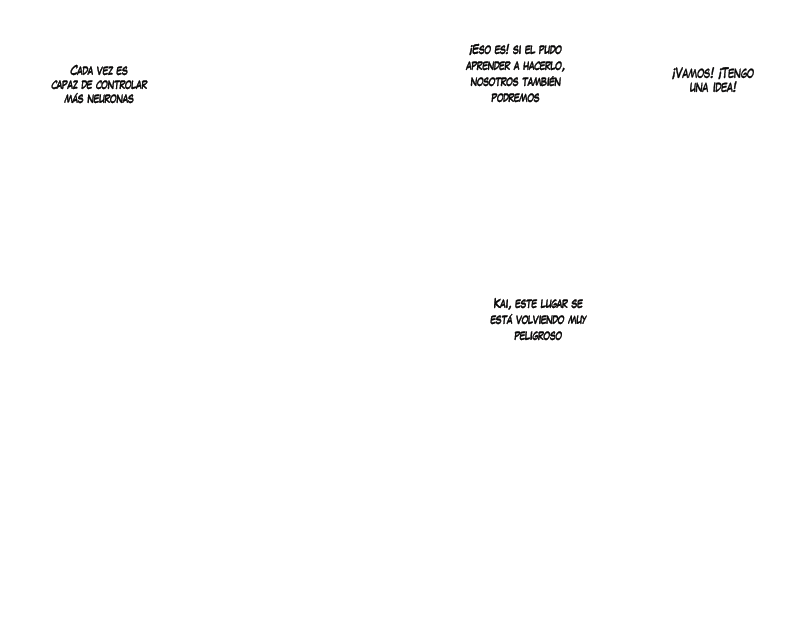 Cada vez es
capaz de controlar
más neuronas
¡Eso es! si el pudo
aprender a hacerlo,
nosotros también
podremos
¡Vamos! ¡Tengo
una idea!
Kai, este lugar se
está volviendo muy
peligroso